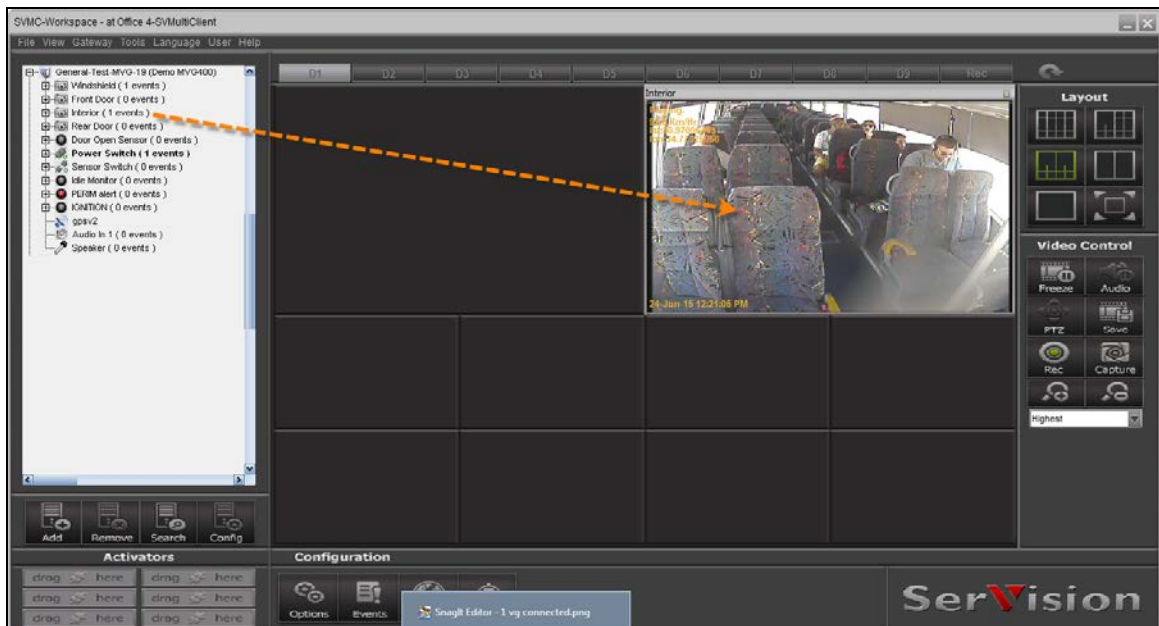 SVMC-Workspace - at Office 4-SVMultiClient
File View Gateway Tools Language User Help
General-Test-MVG-19 (Demo MVG400)
Windshield ( 1 events )
Front Door ( 0 events )
Interior ( 1 events )
Rear Door ( 0 events )
Door Open Sensor ( 0 events )
Power Switch ( 1 events )
Sensor Switch ( 0 events )
Idle Monitor ( 0 events )
PERIM alert ( 0 events )
IGNITION ( 0 events )
gpsv2
Audio In 1 ( 0 events )
Speaker ( 0 events )
D1 D2 D3 D4 D5 D6 D7 D8 D9 Rec
Interior
24-Jun-15 12:21:06 PM
Layout
Video Control
Freeze Audio
PTZ Save
Rec Capture
Highest
Add Remove Search Config
Activators
drag here drag here
drag here drag here
drag here drag here
Configuration
Options Events
SnagIt Editor - 1 vg connected.png
SerVision